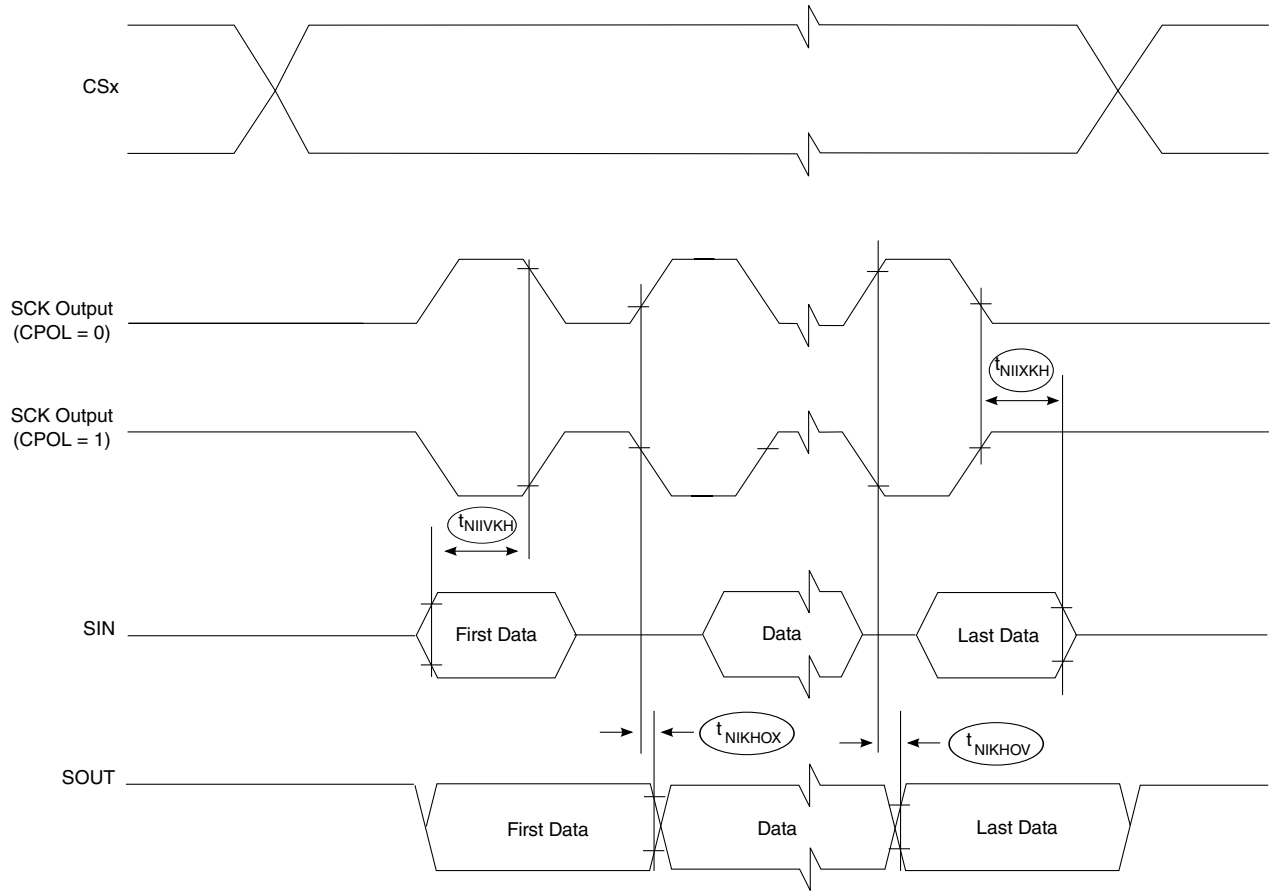 CSx
SCK Output
(CPOL = 0)
tNIIXKH
SCK Output
(CPOL = 1)
tNIIVKH
SIN
First Data
Data
Last Data
tNIKHOX
tNIKHOV
SOUT
First Data
Data
Last Data